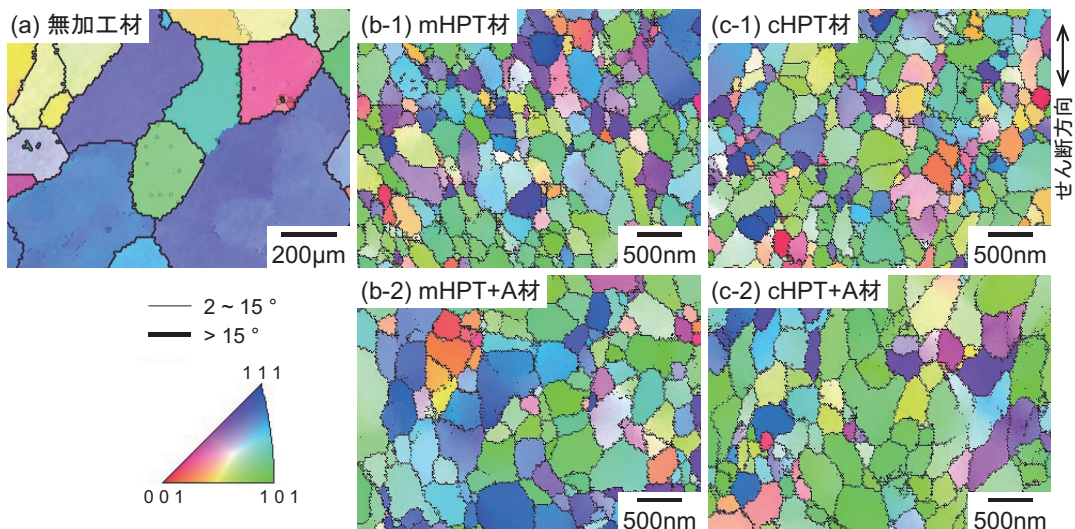 (a) 無加工材
200μm
(b-1) mHPT材
500nm
(c-1) cHPT材
500nm
せん断方向
2 ~ 15 °
> 15 °
1 1 1
0 0 1
1 0 1
(b-2) mHPT+A材
500nm
(c-2) cHPT+A材
500nm